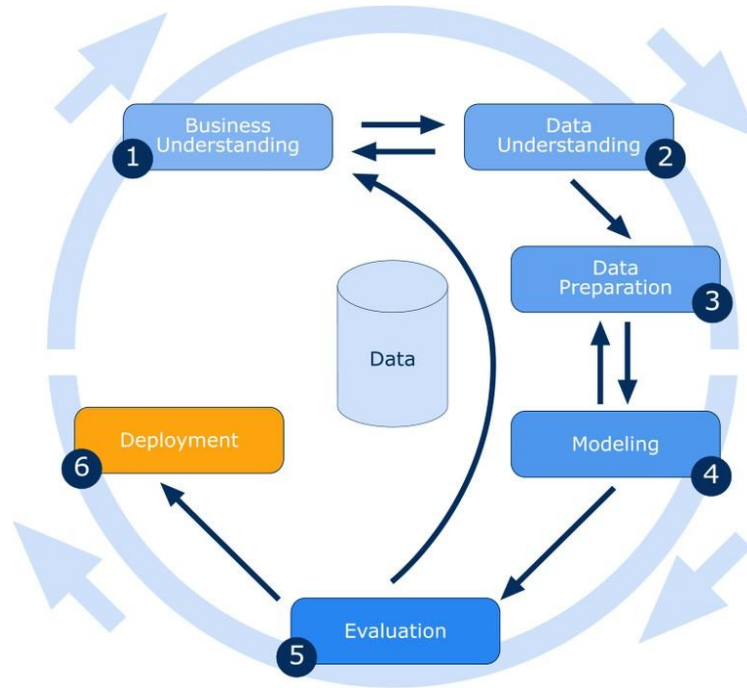 Business
Understanding
1
Data
Understanding
2
Data
Preparation
3
Data
Modeling
4
Deployment
6
Evaluation
5